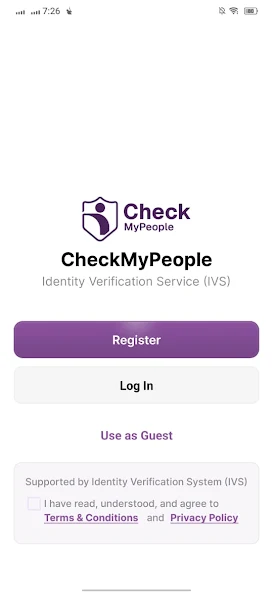 7:26
Check
MyPeople
CheckMyPeople
Identity Verification Service (IVS)
Register
Log In
Use as Guest
Supported by Identity Verification System (IVS)
I have read, understood, and agree to
Terms & Conditions and Privacy Policy